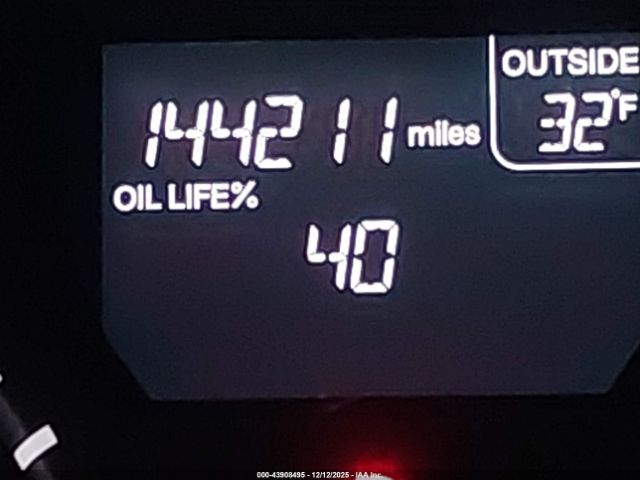 OUTSIDE
32°F
144211 miles
OIL LIFE%
40
000-43908495 - 12/12/2025 - IAA Inc.